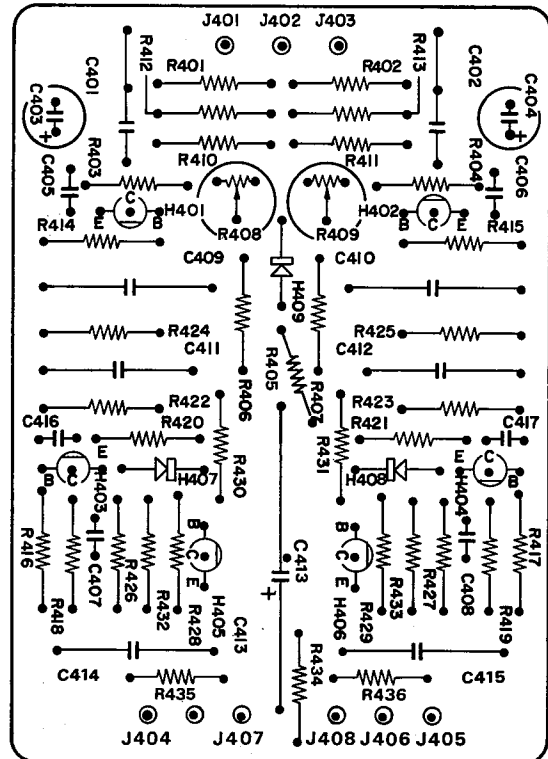 J401 J402 J403
R412 R401 R402 R413
C401 C402
C403 + C404 +
R410 R411
C405 R403 R404 C406
R414 E C B H401 R408 R409 H402 B C E R415
C409 C410
H409
R424 R425
C411 R405 C412
R406 R407
R422 R423
C416 R420 R421 C417
E C B H403 H407 R430 R431 H408 H404 E C B
R416 C407 R426 R432 R428 B C E H405 C413 + B C E H406 R429 R433 R427 C408 R419 R417
R418 C413
R434
C414 C415
R435 R436
J404 J407 J408 J406 J405